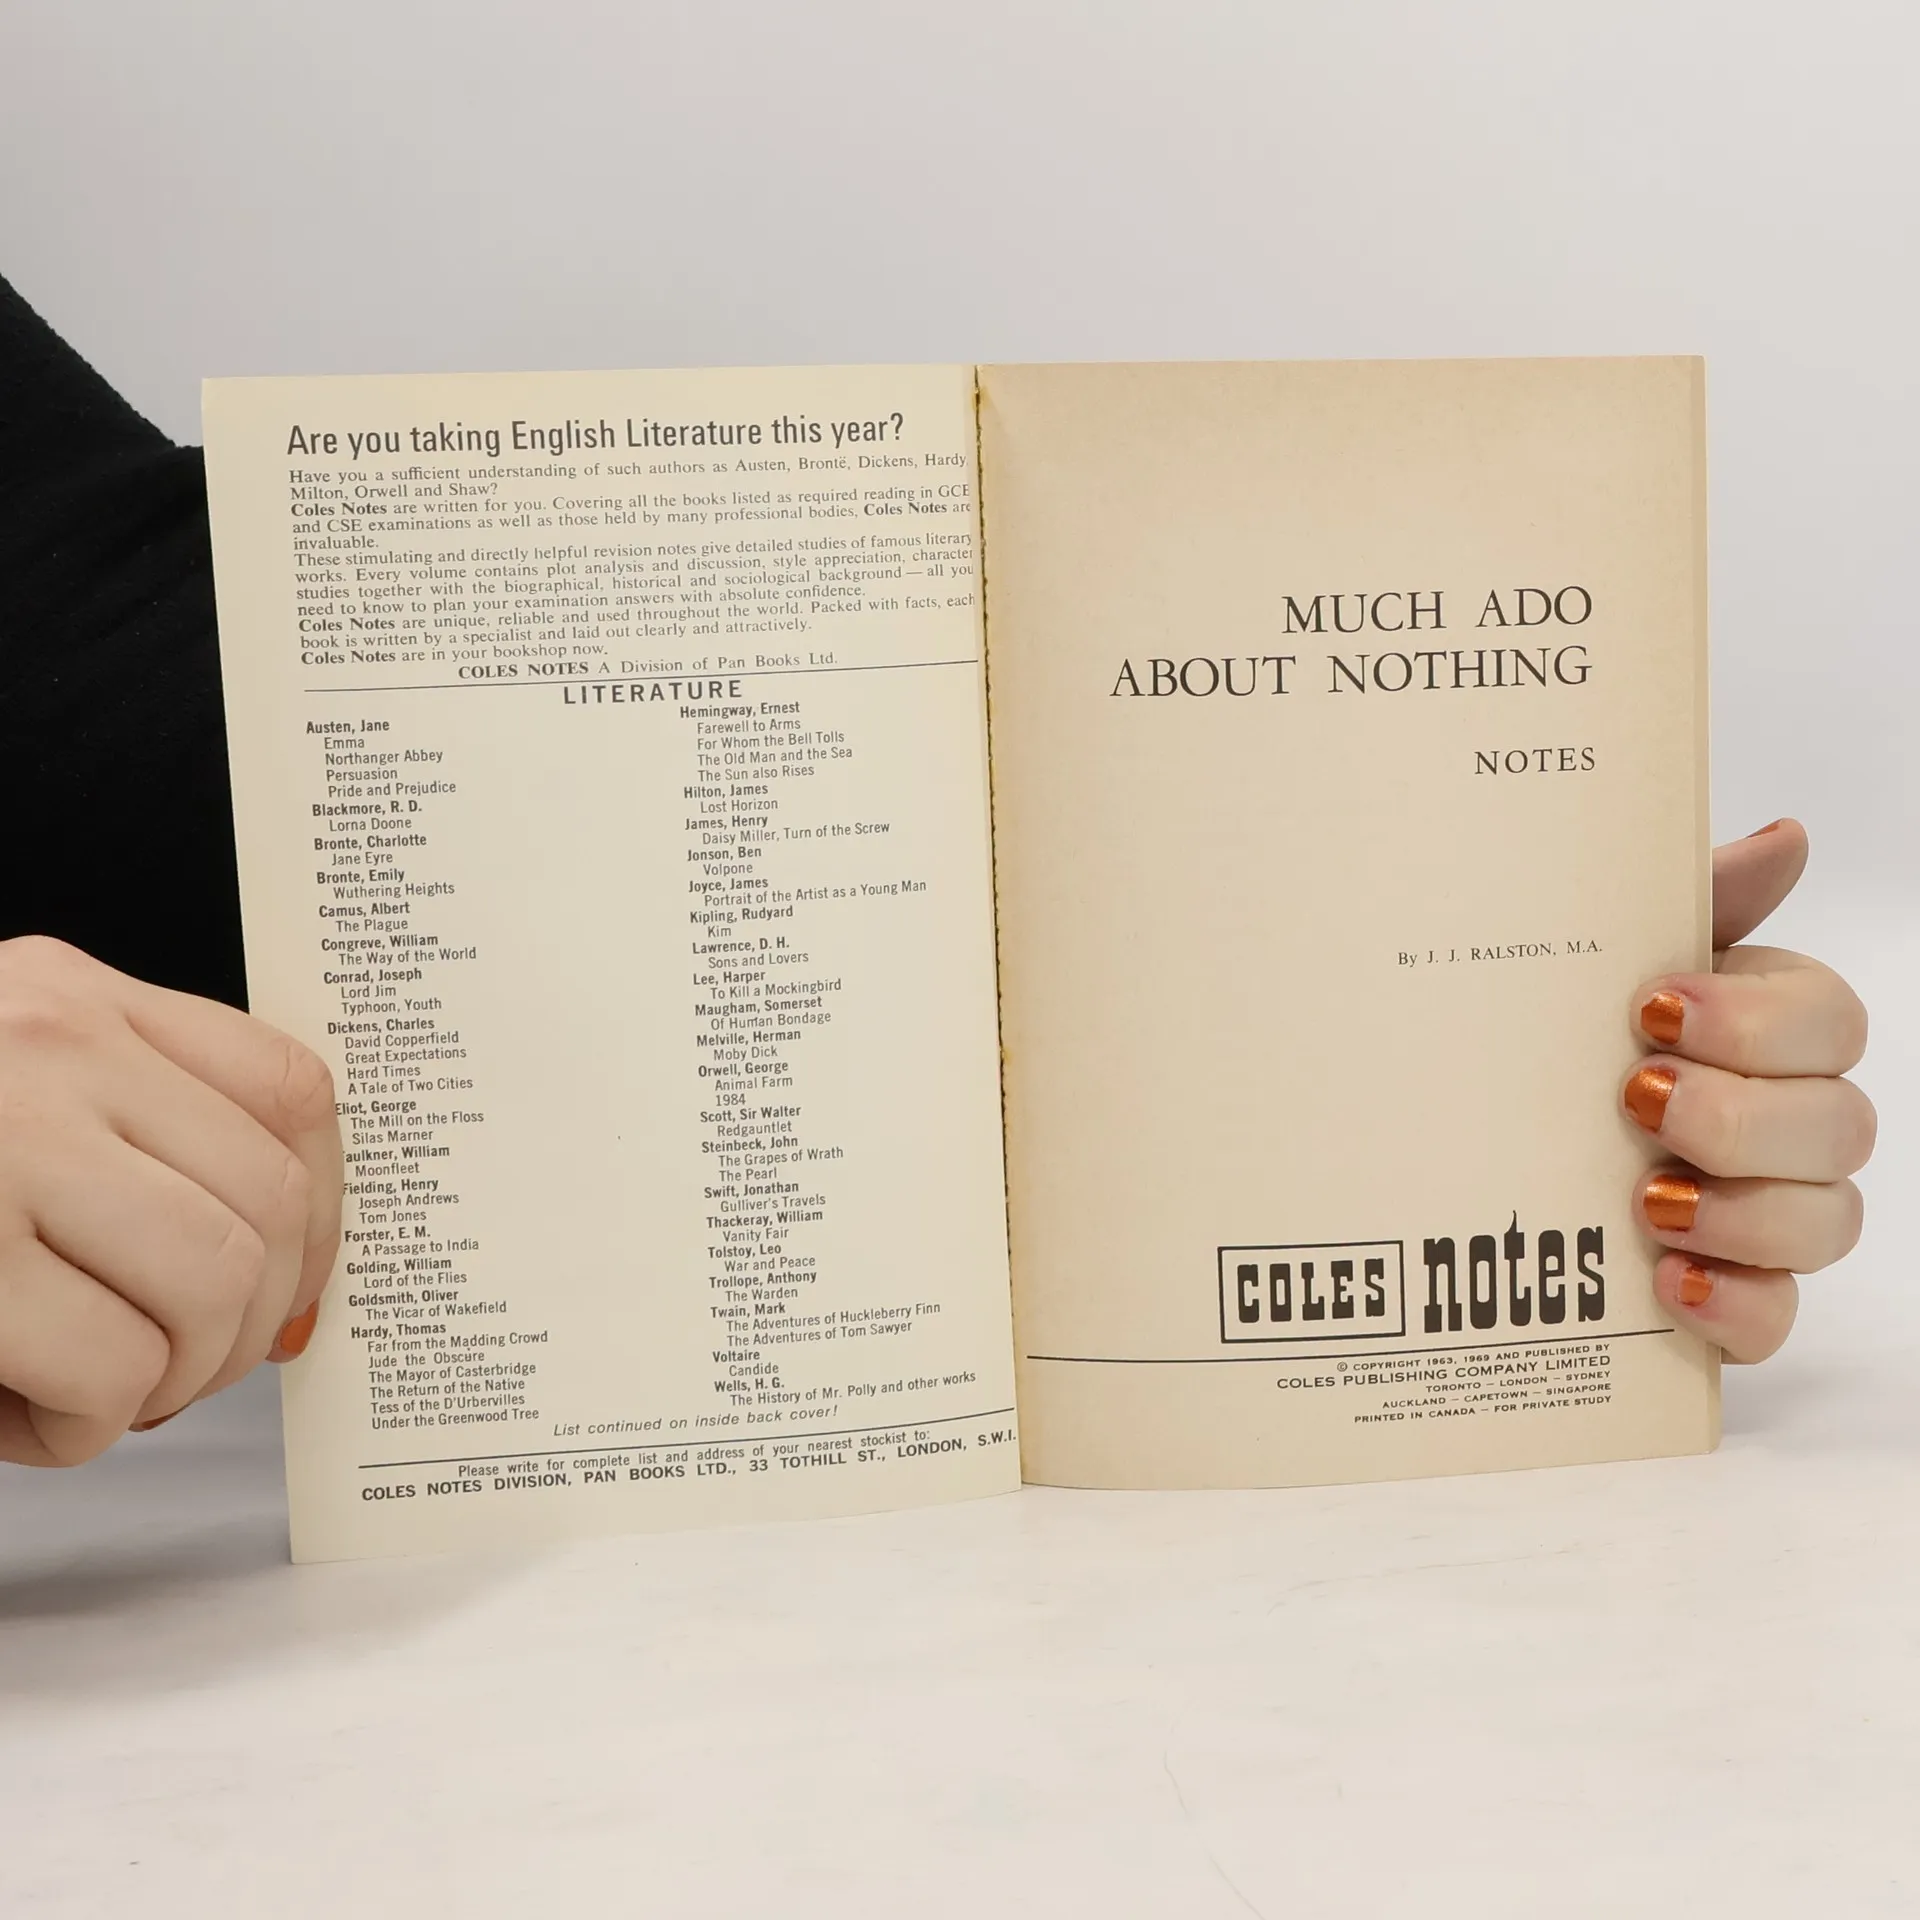 Are you taking English Literature this year?
Have you a sufficient understanding of such authors as Austen, Brontë, Dickens, Hardy,
Milton, Orwell and Shaw?
Coles Notes are written for you. Covering all the books listed as required reading in GCE
and CSE examinations as well as those held by many professional bodies, Coles Notes are
invaluable.
These stimulating and directly helpful revision notes give detailed studies of famous literary
works. Every volume contains plot analysis and discussion, style appreciation, character
studies together with the biographical, historical and sociological background — all you
need to know to plan your examination answers with absolute confidence.
Coles Notes are unique, reliable and used throughout the world. Packed with facts, each
book is written by a specialist and laid out clearly and attractively.
Coles Notes are in your bookshop now.
COLES NOTES A Division of Pan Books Ltd.
LITERATURE
Austen, Jane
Emma
Northanger Abbey
Persuasion
Pride and Prejudice
Blackmore, R. D.
Lorna Doone
Bronte, Charlotte
Jane Eyre
Bronte, Emily
Wuthering Heights
Camus, Albert
The Plague
Congreve, William
The Way of the World
Conrad, Joseph
Lord Jim
Typhoon, Youth
Dickens, Charles
David Copperfield
Great Expectations
Hard Times
A Tale of Two Cities
Eliot, George
The Mill on the Floss
Silas Marner
aulkner, William
Moonfleet
Fielding, Henry
Joseph Andrews
Tom Jones
Forster, E. M.
A Passage to India
Golding, William
Lord of the Flies
Goldsmith, Oliver
The Vicar of Wakefield
Hardy, Thomas
Far from the Madding Crowd
Jude the Obscure
The Mayor of Casterbridge
The Return of the Native
Tess of the D'Urbervilles
Under the Greenwood Tree
Hemingway, Ernest
Farewell to Arms
For Whom the Bell Tolls
The Old Man and the Sea
The Sun also Rises
Hilton, James
Lost Horizon
James, Henry
Daisy Miller, Turn of the Screw
Jonson, Ben
Volpone
Joyce, James
Portrait of the Artist as a Young Man
Kipling, Rudyard
Kim
Lawrence, D. H.
Sons and Lovers
Lee, Harper
To Kill a Mockingbird
Maugham, Somerset
Of Human Bondage
Melville, Herman
Moby Dick
Orwell, George
Animal Farm
1984
Scott, Sir Walter
Redgauntlet
Steinbeck, John
The Grapes of Wrath
The Pearl
Swift, Jonathan
Gulliver's Travels
Thackeray, William
Vanity Fair
Tolstoy, Leo
War and Peace
Trollope, Anthony
The Warden
Twain, Mark
The Adventures of Huckleberry Finn
The Adventures of Tom Sawyer
Voltaire
Candide
Wells, H. G.
The History of Mr. Polly and other works
List continued on inside back cover!
Please write for complete list and address of your nearest stockist to:
COLES NOTES DIVISION, PAN BOOKS LTD., 33 TOTHILL ST., LONDON, S.W.I.
MUCH ADO
ABOUT NOTHING
NOTES
By J. J. RALSTON, M.A.
COLES notes
© COPYRIGHT 1963, 1969 AND PUBLISHED BY
COLES PUBLISHING COMPANY LIMITED
TORONTO – LONDON – SYDNEY
AUCKLAND – CAPETOWN – SINGAPORE
PRINTED IN CANADA – FOR PRIVATE STUDY